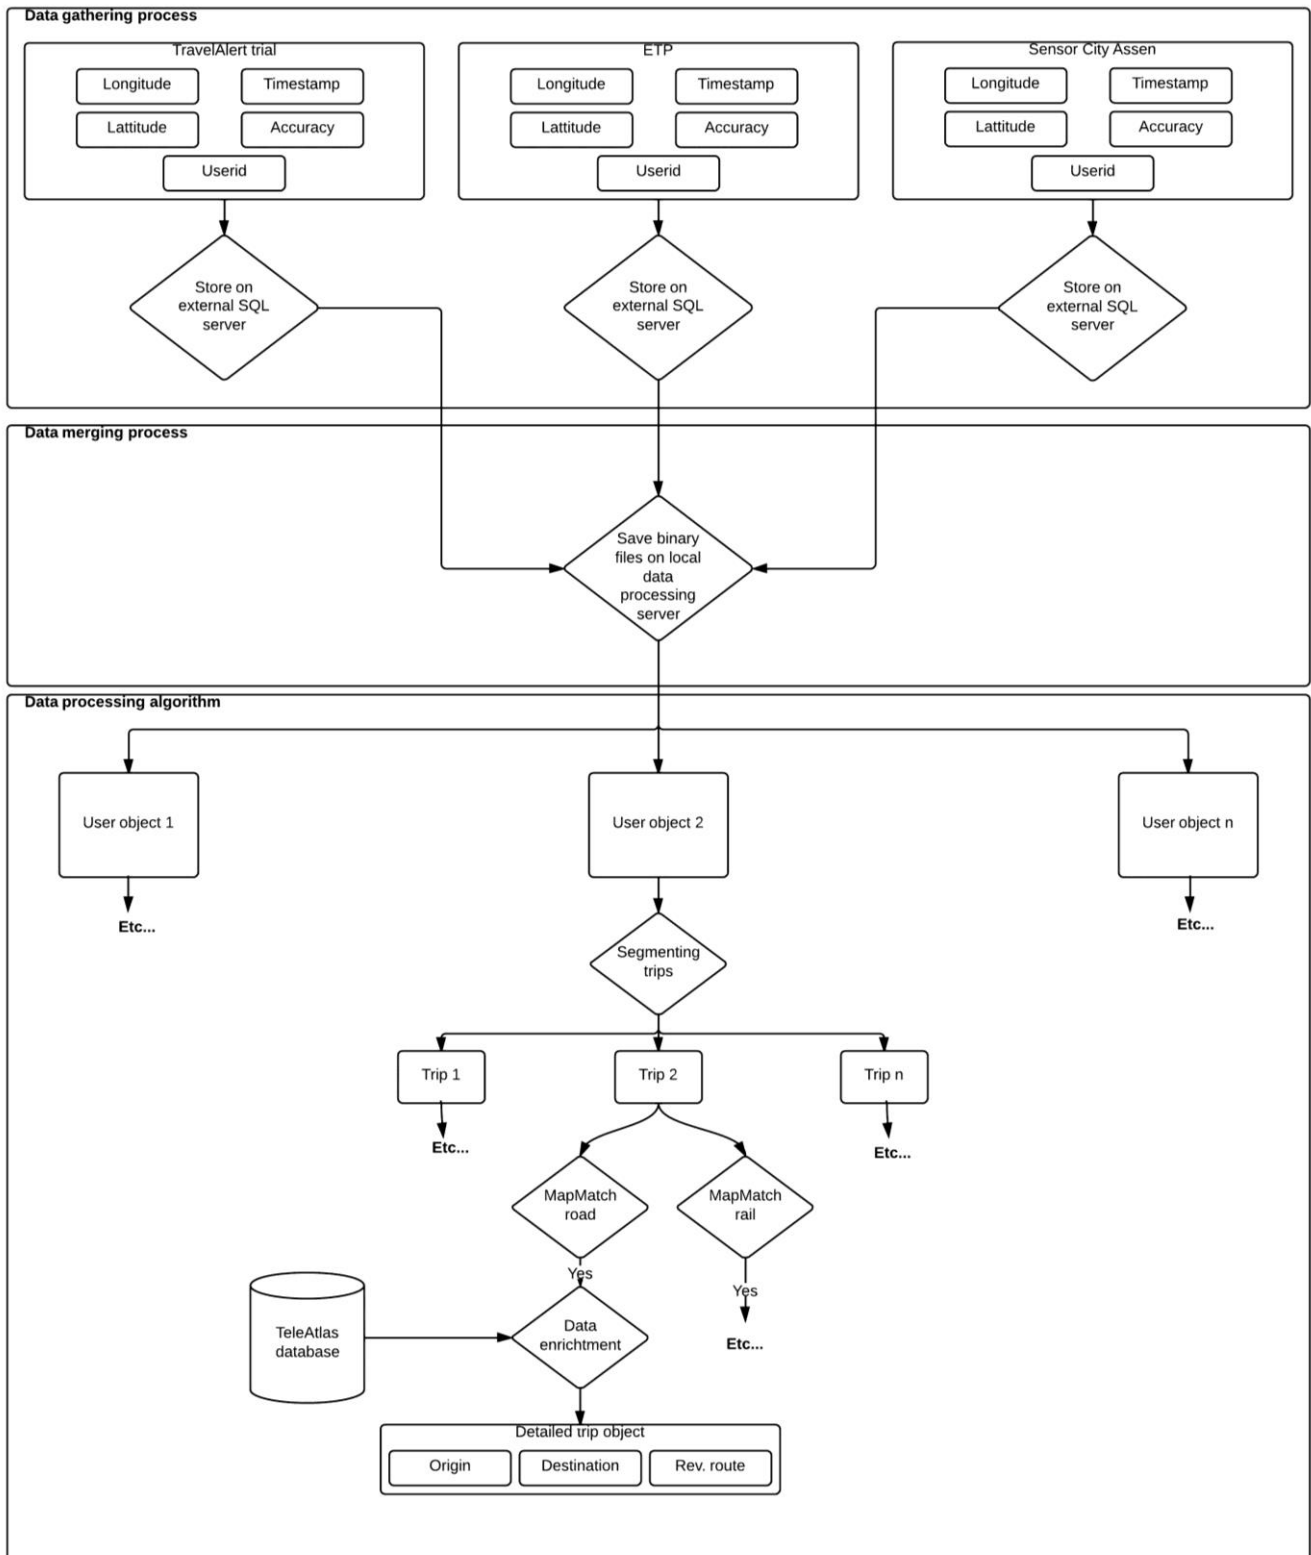 Data gathering process
TravelAlert trial
Longitude
Timestamp
Lattitude
Accuracy
Userid
ETP
Longitude
Timestamp
Lattitude
Accuracy
Userid
Sensor City Assen
Longitude
Timestamp
Lattitude
Accuracy
Userid
Store on
external SQL
server
Store on
external SQL
server
Store on
external SQL
server
Data merging process
Save binary
files on local
data
processing
server
Data processing algorithm
User object 1
User object 2
User object n
Etc...
Etc...
Segmenting
trips
Trip 1
Trip 2
Trip n
Etc...
Etc...
MapMatch
road
MapMatch
rail
Yes
Yes
TeleAtlas
database
Data
enrichtment
Etc...
Detailed trip object
Origin
Destination
Rev. route